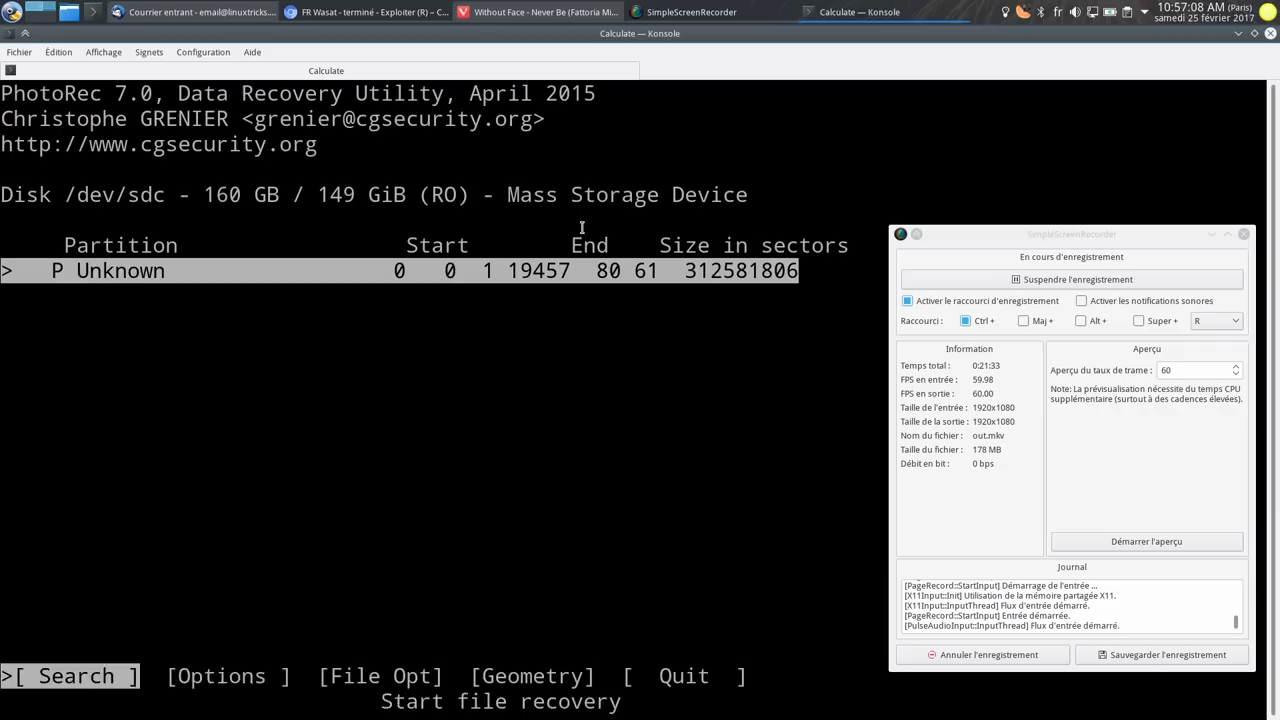 Courrier entrant - email@linuxtricks....
FR Wasat - terminé - Exploiter (R) – C...
Without Face - Never Be (Fattoria Mi...
SimpleScreenRecorder
Calculate — Konsole
fr
10:57:08 AM (Paris)
samedi 25 février 2017
Calculate — Konsole
Fichier Édition Affichage Signets Configuration Aide
Calculate
PhotoRec 7.0, Data Recovery Utility, April 2015
Christophe GRENIER <grenier@cgsecurity.org>
http://www.cgsecurity.org
Disk /dev/sdc - 160 GB / 149 GiB (RO) - Mass Storage Device
Partition Start End Size in sectors
> P Unknown 0 0 1 19457 80 61 312581806
>[ Search ] [Options ] [File Opt] [Geometry] [ Quit ]
Start file recovery
SimpleScreenRecorder
En cours d'enregistrement
Suspendre l'enregistrement
Activer le raccourci d'enregistrement Activer les notifications sonores
Raccourci : Ctrl + Maj + Alt + Super + R
Information
Temps total : 0:21:33
FPS en entrée : 59.98
FPS en sortie : 60.00
Taille de l'entrée : 1920x1080
Taille de la sortie : 1920x1080
Nom du fichier : out.mkv
Taille du fichier : 178 MB
Débit en bit : 0 bps
Aperçu
Aperçu du taux de trame : 60
Note: La prévisualisation nécesite du temps CPU
supplémentaire (surtout à des cadences élevées).
Démarrer l'aperçu
Journal
[PageRecord::StartInput] Démarrage de l'entrée ...
[X11Input::Init] Utilisation de la mémoire partagée X11.
[X11Input::InputThread] Flux d'entrée démarré.
[PageRecord::StartInput] Entrée démarrée.
[PulseAudioInput::InputThread] Flux d'entrée démarré.
Annuler l'enregistrement
Sauvegarder l'enregistrement